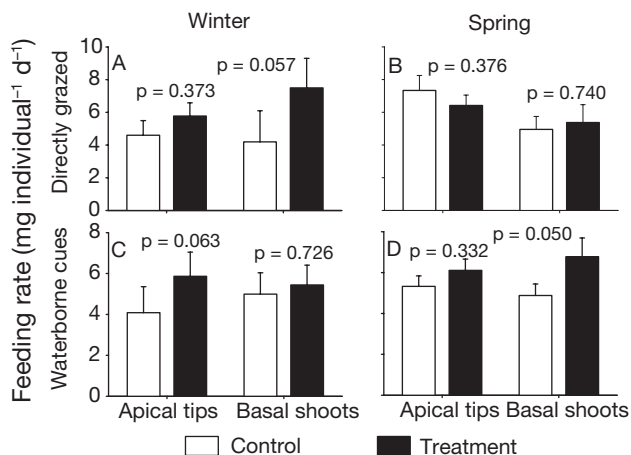 Winter
Spring
Feeding rate (mg individual⁻¹ d⁻¹)
Directly grazed
10
8
6
4
2
0
A
p = 0.373
p = 0.057
B
p = 0.376
p = 0.740
Waterborne cues
8
6
4
2
0
C
p = 0.063
p = 0.726
D
p = 0.332
p = 0.050
Apical tips
Basal shoots
Apical tips
Basal shoots
Control
Treatment